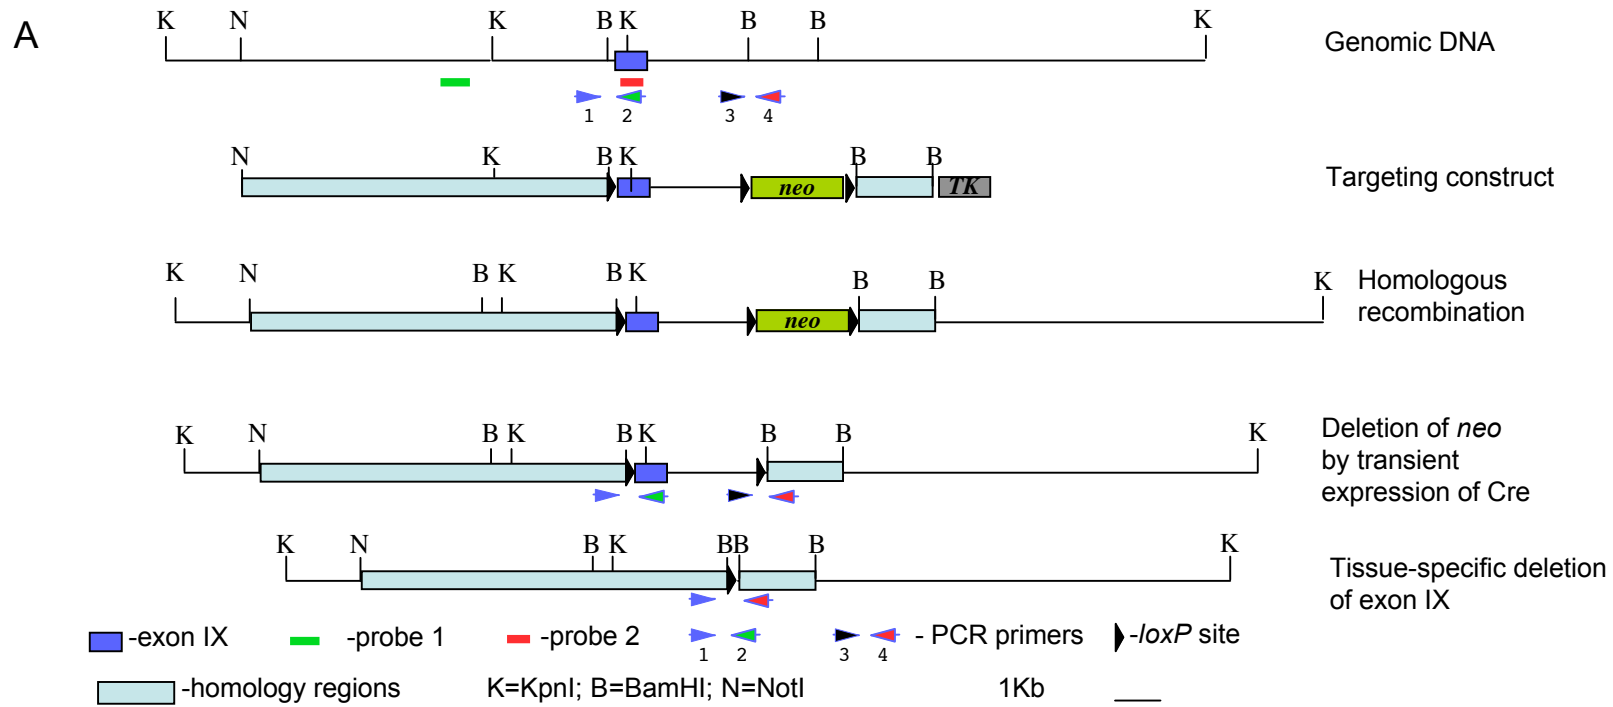 A
K N K B K B B K
Genomic DNA
1 2 3 4
N K B K B B
neo TK
Targeting construct
K N B K B K B B K
neo
Homologous
recombination
K N B K B K B B K
Deletion of neo
by transient
expression of Cre
K N B K BB B K
Tissue-specific deletion
of exon IX
-exon IX -probe 1 -probe 2 1 2 3 4 - PCR primers -loxP site
-homology regions K=KpnI; B=BamHI; N=NotI 1Kb